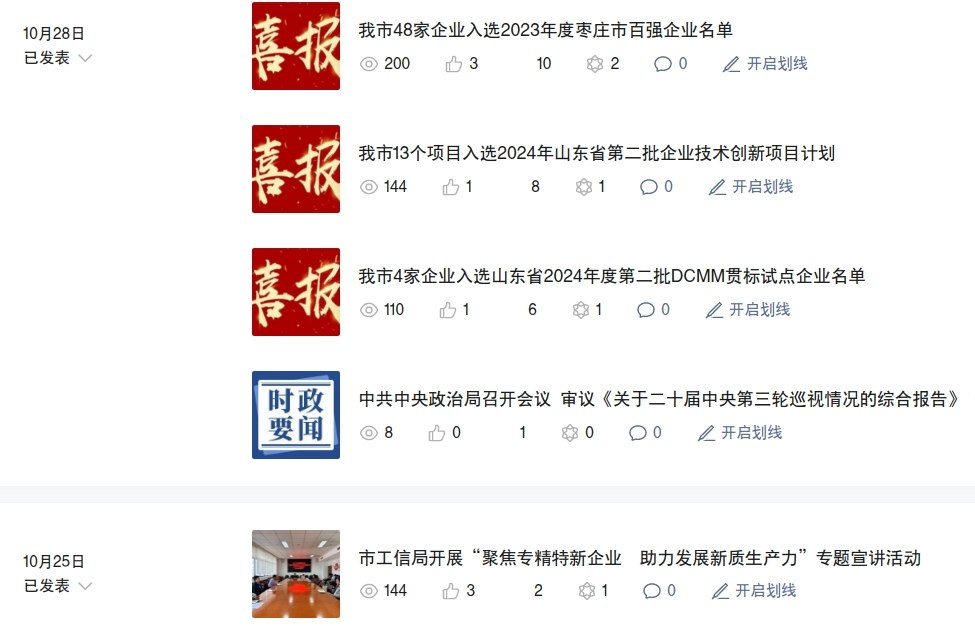 10月28日
已发表
喜报
我市48家企业入选2023年度枣庄市百强企业名单
200 3 10 2 0 开启划线
喜报
我市13个项目入选2024年山东省第二批企业技术创新项目计划
144 1 8 1 0 开启划线
喜报
我市4家企业入选山东省2024年度第二批DCMM贯标试点企业名单
110 1 6 1 0 开启划线
时政
要闻
中共中央政治局召开会议 审议《关于二十届中央第三轮巡视情况的综合报告》
8 0 1 0 0 开启划线
10月25日
已发表
市工信局开展“聚焦专精特新企业 助力发展新质生产力”专题宣讲活动
144 3 2 1 0 开启划线